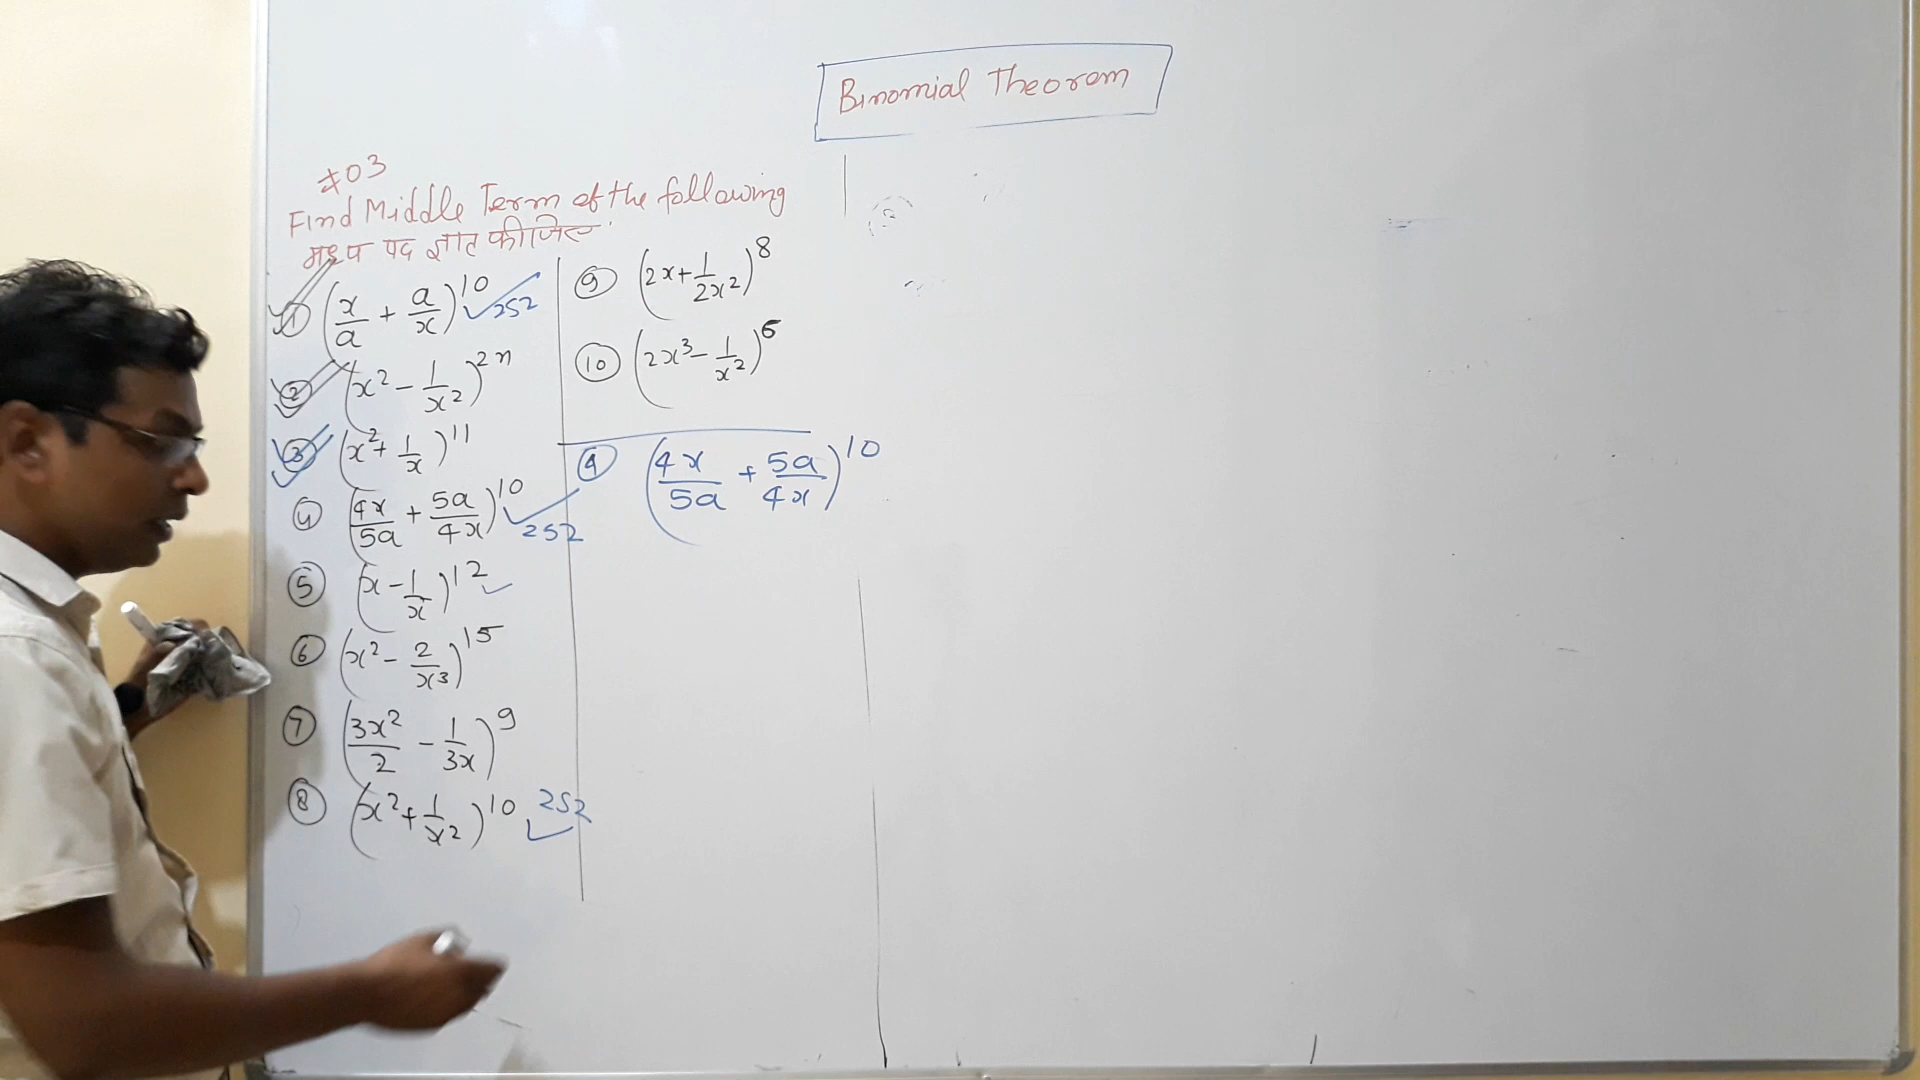 Binomial Theorem
#03
Find Middle Term of the following
मध्य पद ज्ञात कीजिए
① (x/a + a/x)^10 ✓ 252
② (x² - 1/x²)^2n
③ (x² + 1/x)^11
④ (4x/5a + 5a/4x)^10 ✓ 252
⑤ (x - 1/x)^12 ✓
⑥ (x² - 2/x³)^15
⑦ (3x²/2 - 1/3x)^9
⑧ (x² + 1/x²)^10 ✓ 252
⑨ (2x + 1/2x²)^8
⑩ (2x³ - 1/x²)^6
④ (4x/5a + 5a/4x)^10